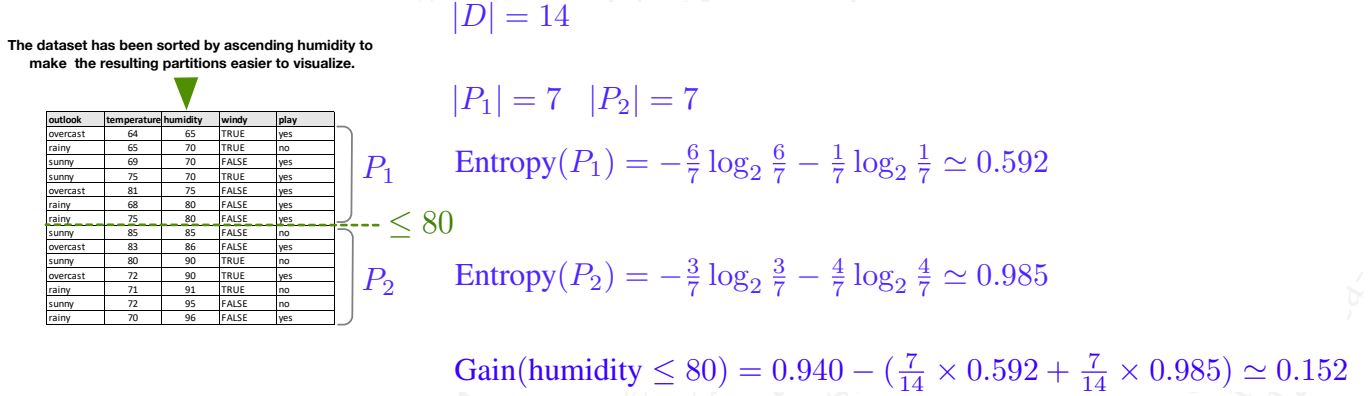 |D| = 14
The dataset has been sorted by ascending humidity to
make the resulting partitions easier to visualize.
|P₁| = 7 |P₂| = 7
outlook temperature humidity windy play
overcast 64 65 TRUE yes
rainy 65 70 TRUE no
sunny 69 70 FALSE yes
sunny 75 70 TRUE yes
overcast 81 75 FALSE yes
rainy 68 80 FALSE yes
rainy 75 80 FALSE yes
P₁
Entropy(P₁) = −6/7 log₂ 6/7 − 1/7 log₂ 1/7 ≃ 0.592
≤ 80
sunny 85 85 FALSE no
overcast 83 86 FALSE yes
sunny 80 90 TRUE no
overcast 72 90 TRUE yes
rainy 71 91 TRUE no
sunny 72 95 FALSE no
rainy 70 96 FALSE yes
P₂
Entropy(P₂) = −3/7 log₂ 3/7 − 4/7 log₂ 4/7 ≃ 0.985
Gain(humidity ≤ 80) = 0.940 − (7/14 × 0.592 + 7/14 × 0.985) ≃ 0.152